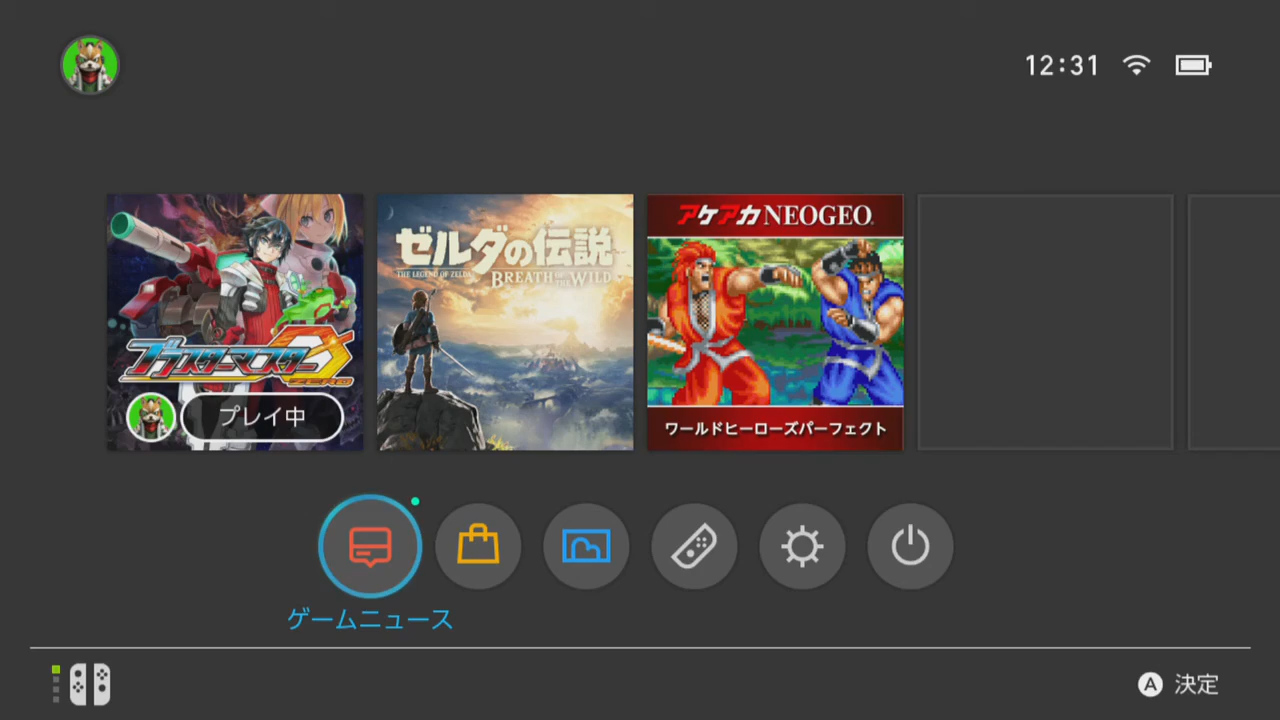 12:31
ブラスターマスター
ZERO
プレイ中
ゼルダの伝説
THE LEGEND OF ZELDA
BREATH OF THE WILD
アケアカNEOGEO
ワールドヒーローズパーフェクト
ゲームニュース
A 決定